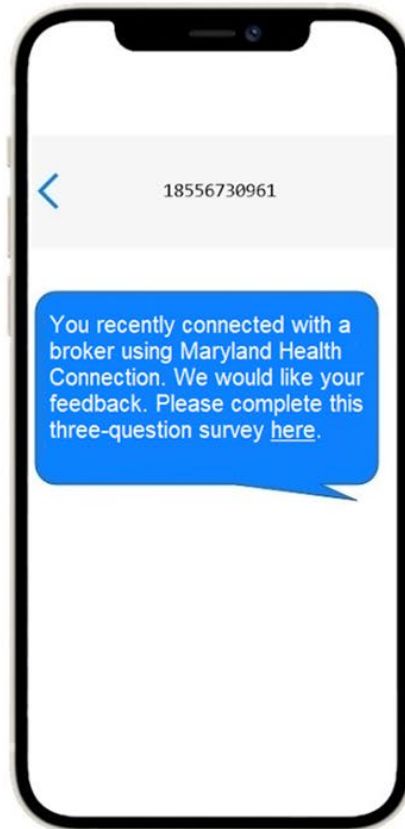 18556730961
You recently connected with a
broker using Maryland Health
Connection. We would like your
feedback. Please complete this
three-question survey here.